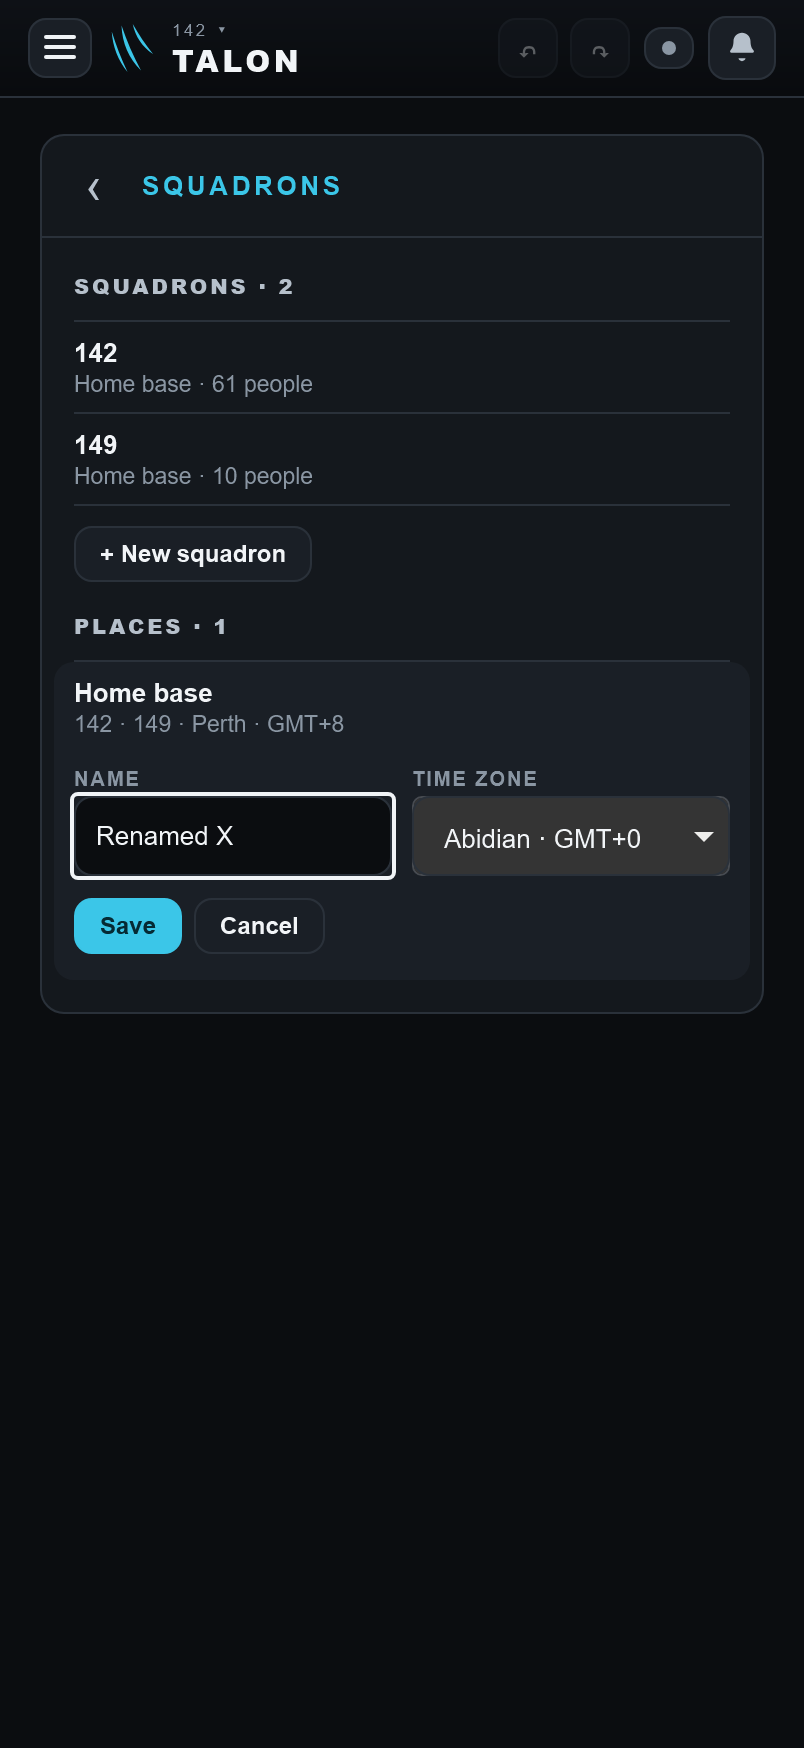 142 ▾
TALON
SQUADRONS
SQUADRONS · 2
142
Home base · 61 people
149
Home base · 10 people
+ New squadron
PLACES · 1
Home base
142 · 149 · Perth · GMT+8
NAME
TIME ZONE
Renamed X
Abidian · GMT+0
Save
Cancel